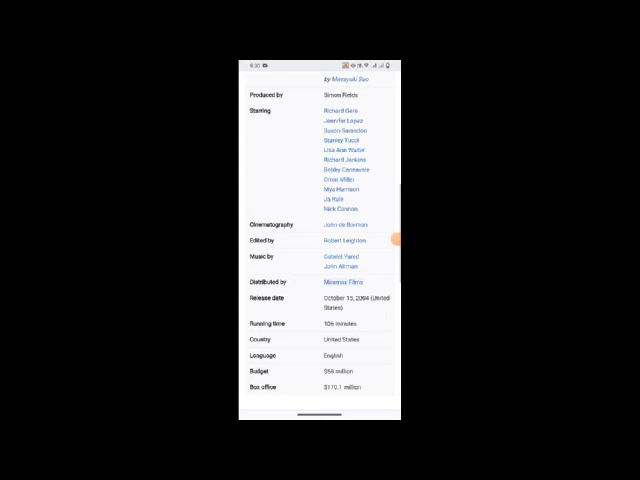 8:30
by Masayuki Suo
Produced by Simon Fields
Starring Richard Gere
Jennifer Lopez
Susan Sarandon
Stanley Tucci
Lisa Ann Walter
Richard Jenkins
Bobby Cannavale
Omar Miller
Mýa Harrison
Ja Rule
Nick Cannon
Cinematography John de Borman
Edited by Robert Leighton
Music by Gabriel Yared
John Altman
Distributed by Miramax Films
Release date October 15, 2004 (United
States)
Running time 106 minutes
Country United States
Language English
Budget $50 million
Box office $170.1 million